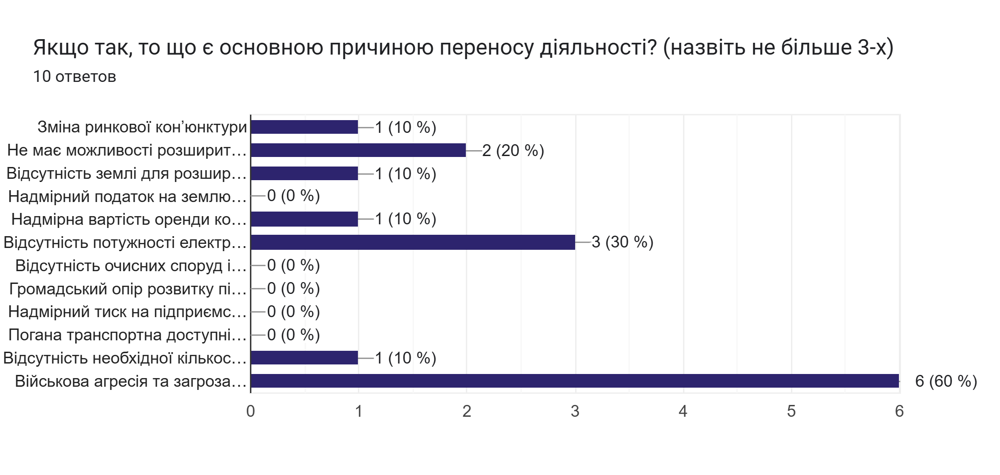 Якщо так, то що є основною причиною переносу діяльності? (назвіть не більше 3-х)
10 ответов
Зміна ринкової кон’юнктури 1 (10 %)
Не має можливості розширит… 2 (20 %)
Відсутність землі для розшир… 1 (10 %)
Надмірний податок на землю… 0 (0 %)
Надмірна вартість оренди ко… 1 (10 %)
Відсутність потужності електр… 3 (30 %)
Відсутність очисних споруд і… 0 (0 %)
Громадський опір розвитку пі… 0 (0 %)
Надмірний тиск на підприємс… 0 (0 %)
Погана транспортна доступні… 0 (0 %)
Відсутність необхідної кількос… 1 (10 %)
Військова агресія та загроза… 6 (60 %)
0 1 2 3 4 5 6